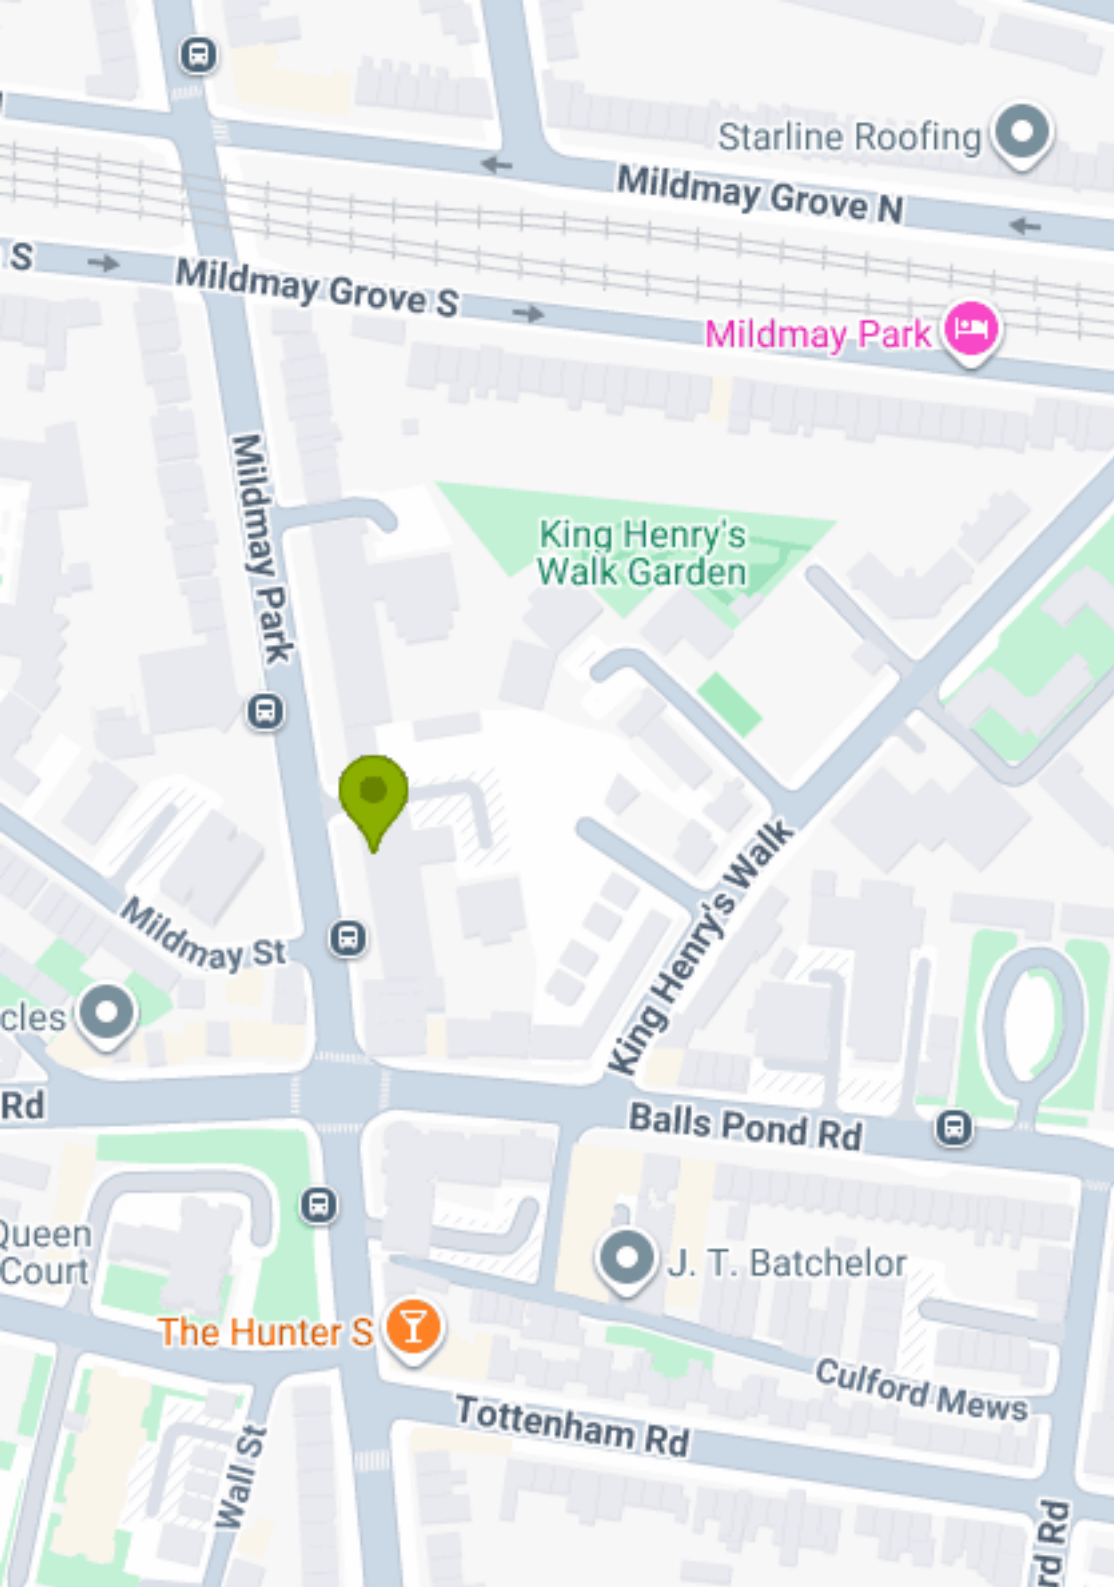 Starline Roofing
Mildmay Grove N
S
Mildmay Grove S
Mildmay Park
Mildmay Park
King Henry's
Walk Garden
King Henry's Walk
Mildmay St
cles
Rd
Balls Pond Rd
Queen
Court
J. T. Batchelor
The Hunter S
Culford Mews
Tottenham Rd
Wall St
rd Rd